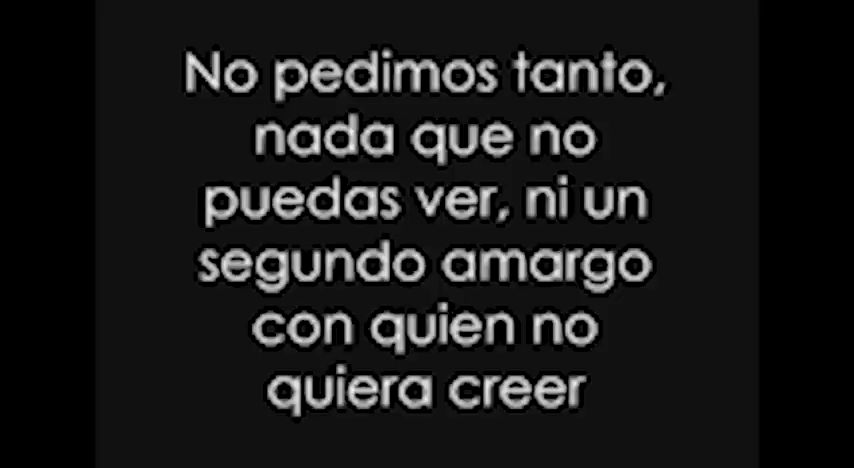 No pedimos tanto,
nada que no
puedas ver, ni un
segundo amargo
con quien no
quiera creer